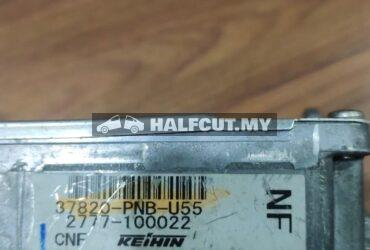 HALFCUT.MY
37820-PNB-U55
2777-100022
CNF KEIHIN
NF